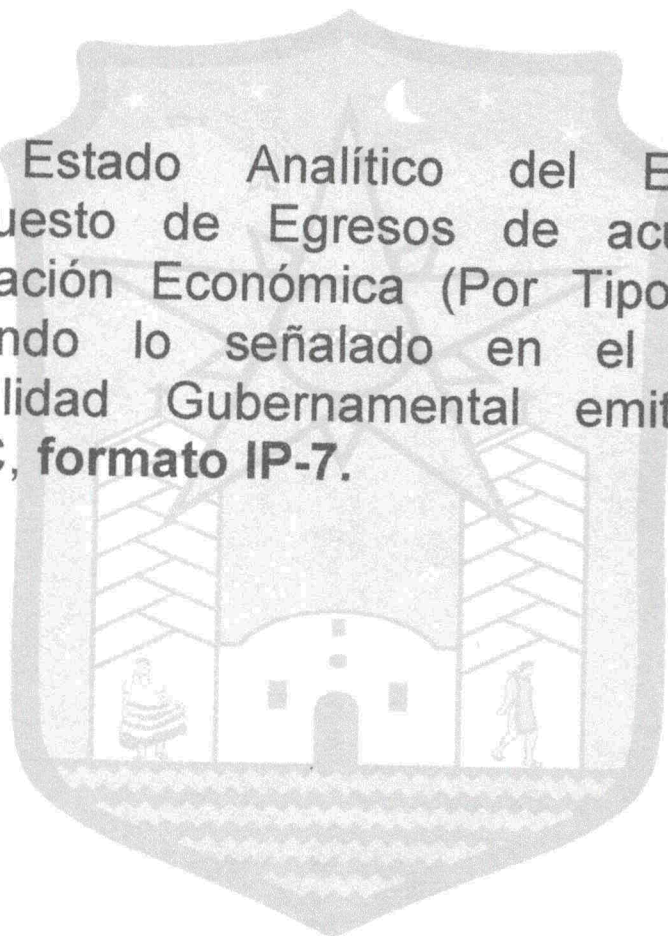 Estado Analítico del E
uesto de Egresos de acu
ación Económica (Por Tipo
ndo lo señalado en el
lidad Gubernamental emit
, formato IP-7.